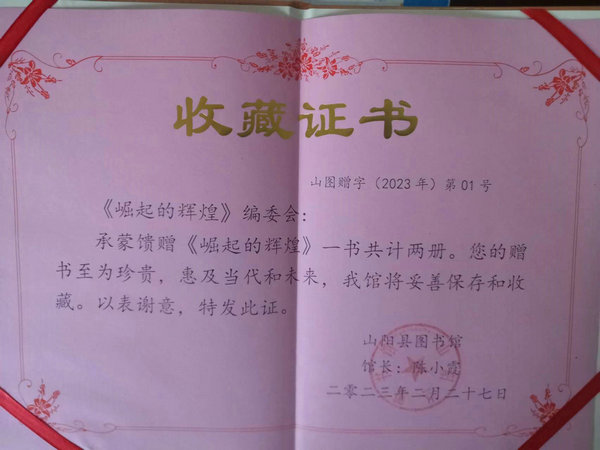 收藏证书
山图赠字（2023年）第01号
《崛起的辉煌》编委会：
承蒙馈赠《崛起的辉煌》一书共计两册。您的赠
书至为珍贵，惠及当代和未来，我馆将妥善保存和收
藏。以表谢意，特发此证。
山阳县图书馆
馆长：陈小霞
二零二三年二月二十七日